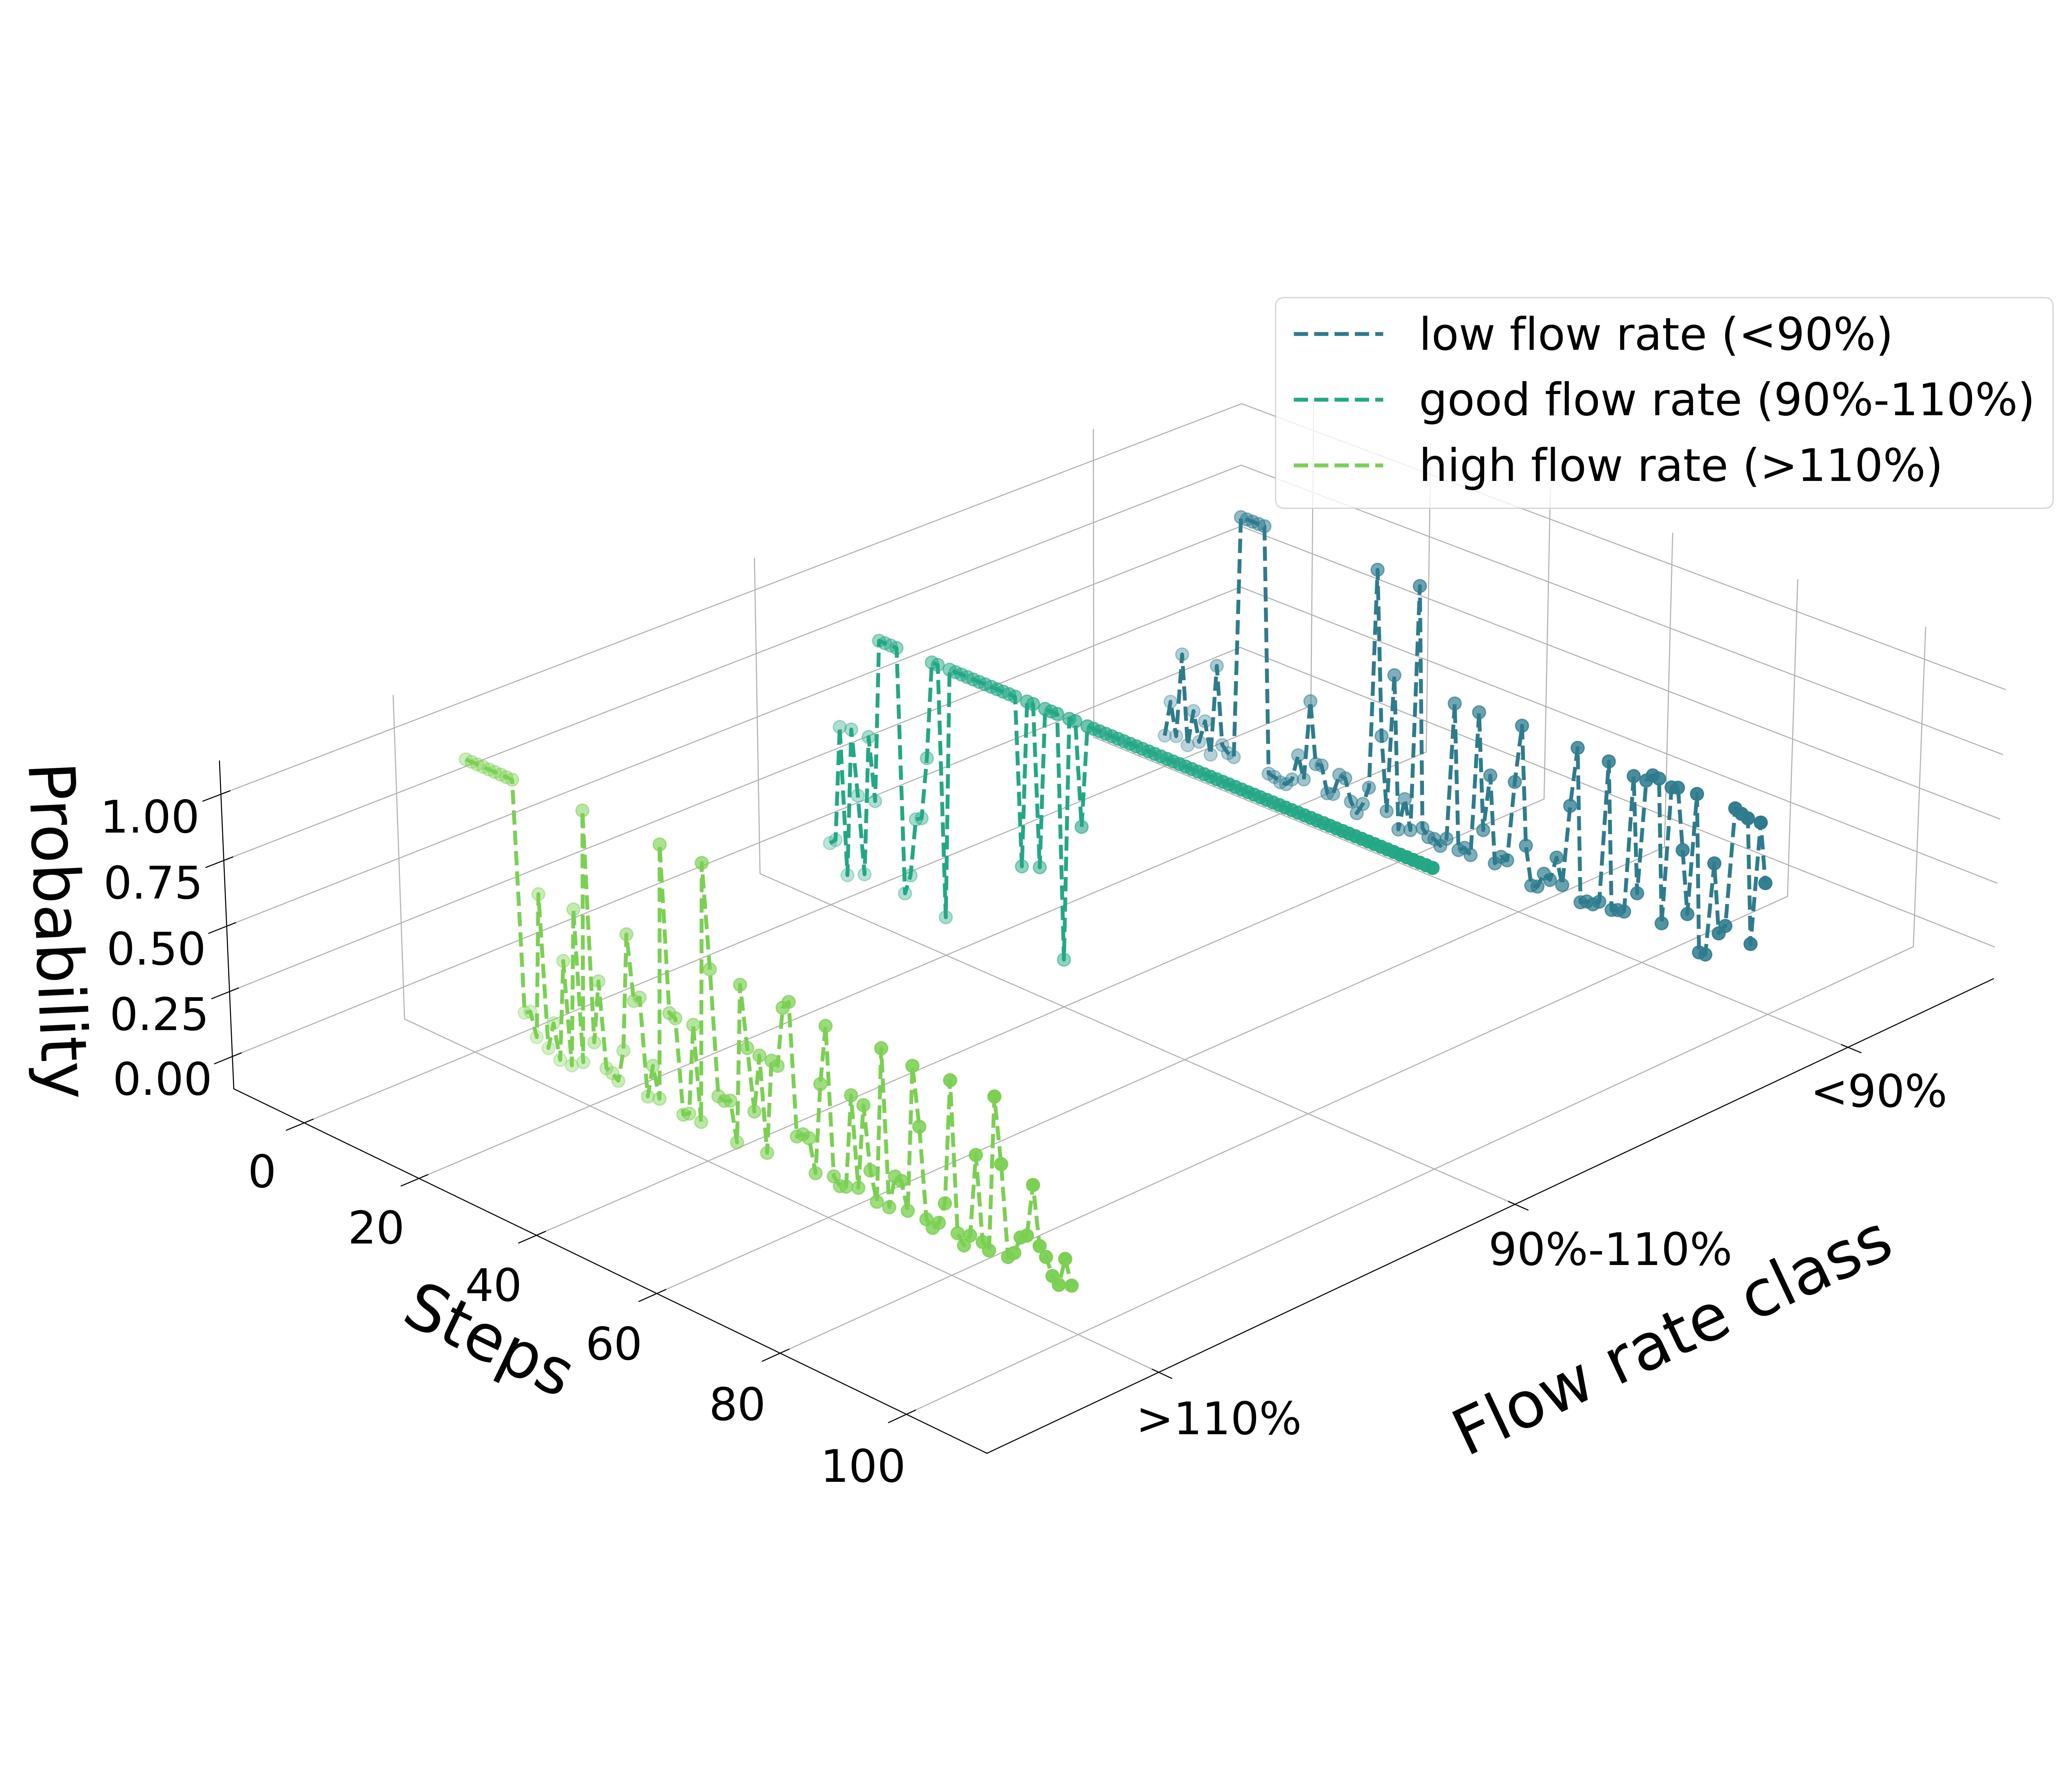 low flow rate (<90%)
good flow rate (90%-110%)
high flow rate (>110%)
Probability
1.00
0.75
0.50
0.25
0.00
0
20
40
60
80
100
Steps
<90%
90%-110%
>110%
Flow rate class